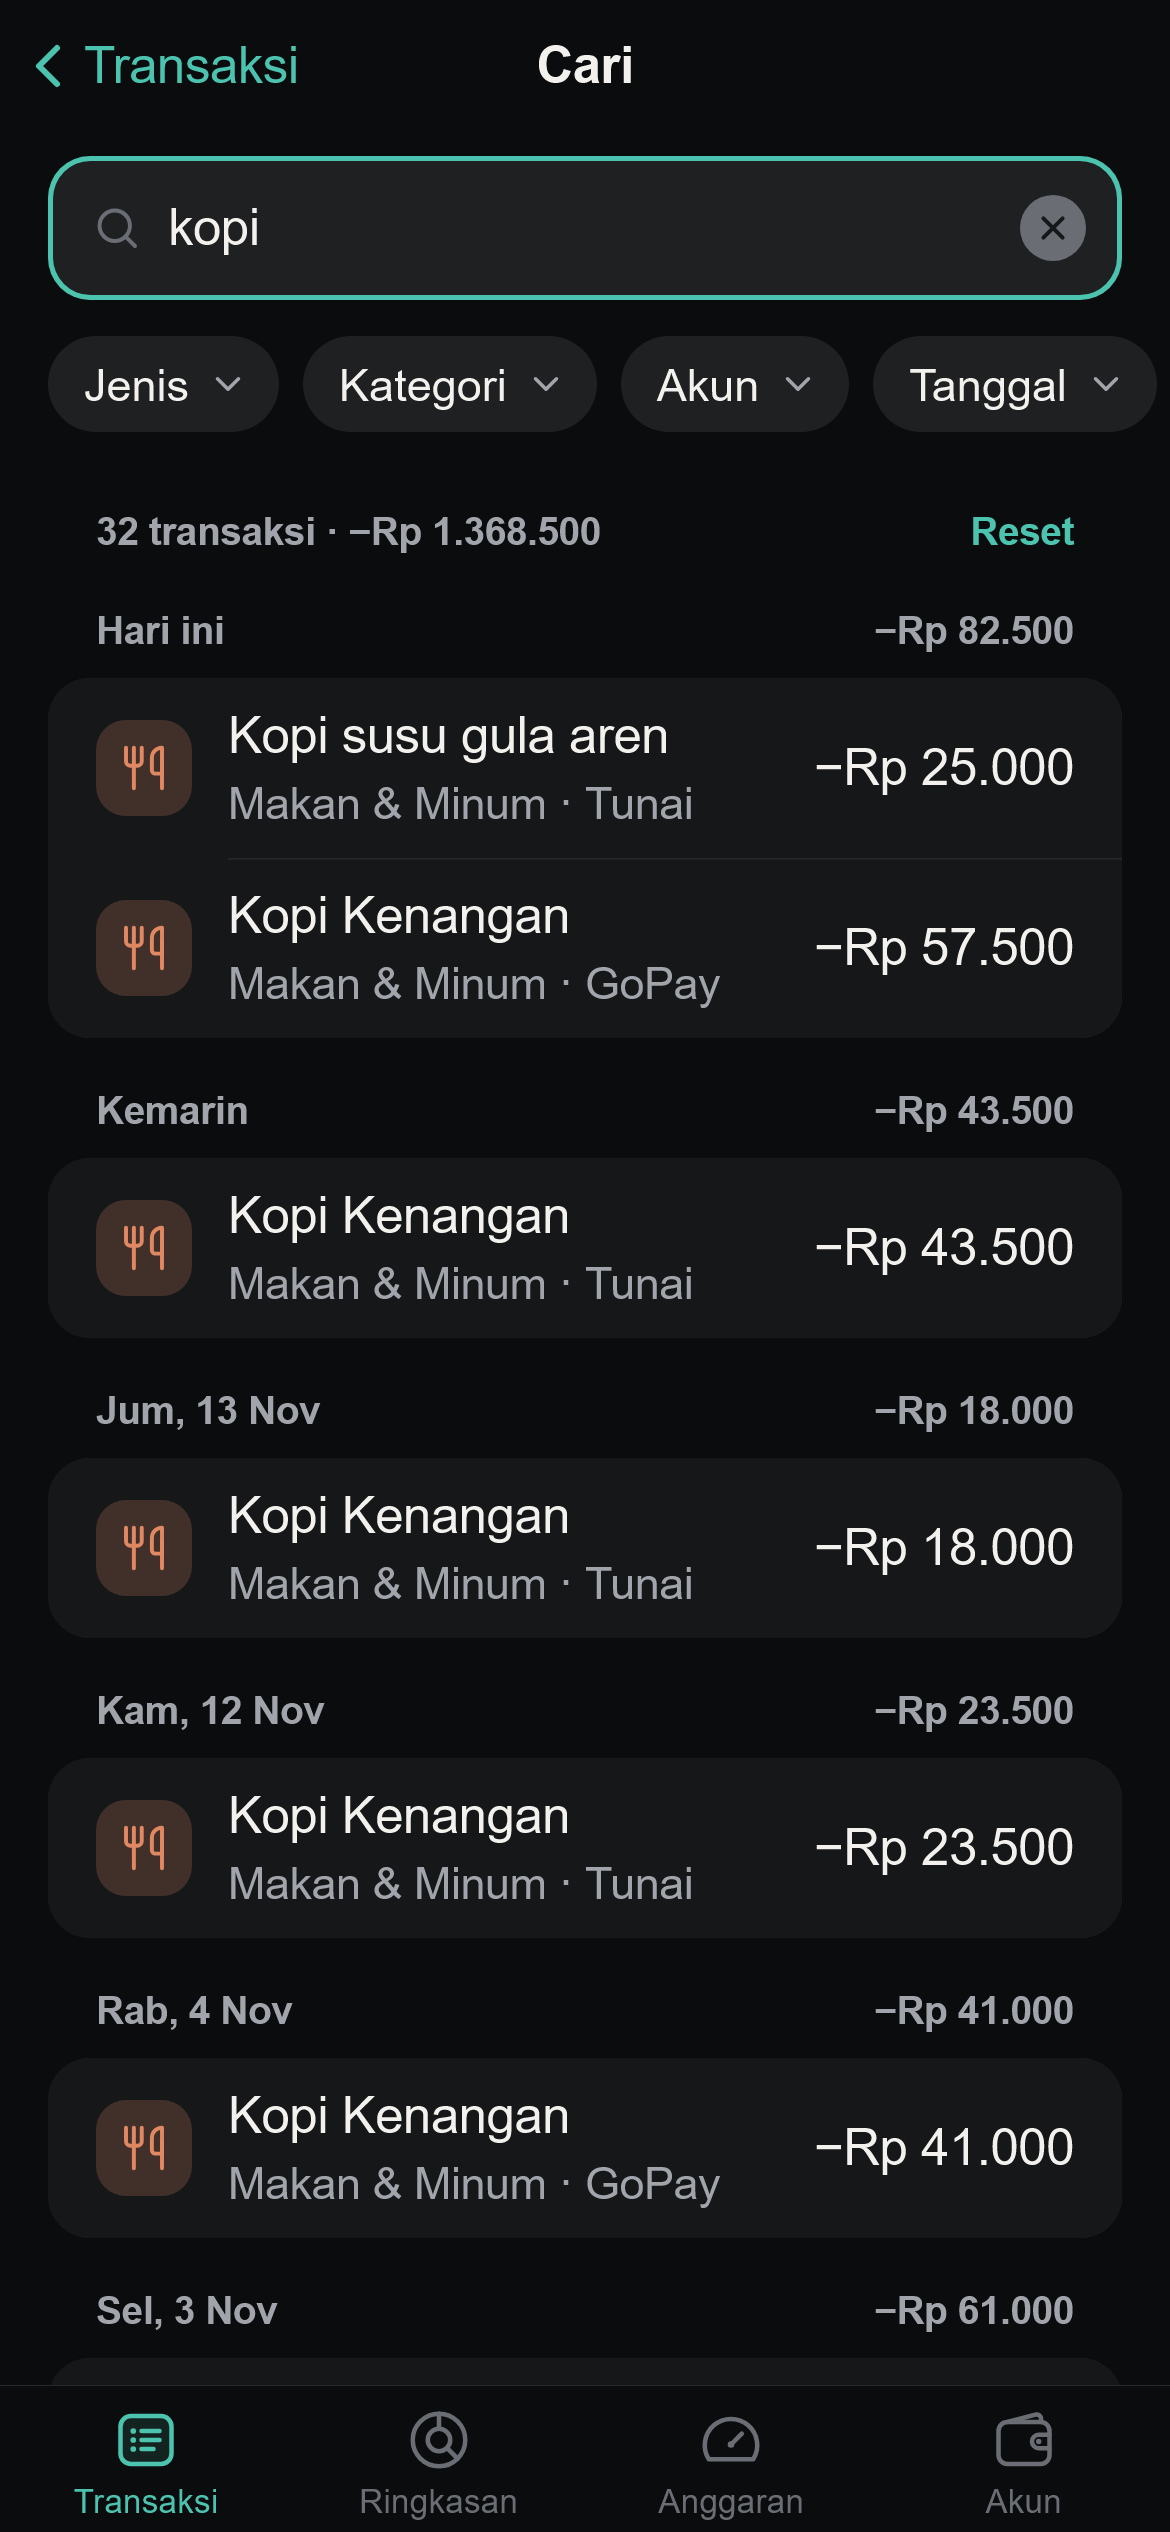 Transaksi
Cari
kopi
Jenis
Kategori
Akun
Tanggal
32 transaksi · −Rp 1.368.500
Reset
Hari ini
−Rp 82.500
Kopi susu gula aren
Makan & Minum · Tunai
−Rp 25.000
Kopi Kenangan
Makan & Minum · GoPay
−Rp 57.500
Kemarin
−Rp 43.500
Kopi Kenangan
Makan & Minum · Tunai
−Rp 43.500
Jum, 13 Nov
−Rp 18.000
Kopi Kenangan
Makan & Minum · Tunai
−Rp 18.000
Kam, 12 Nov
−Rp 23.500
Kopi Kenangan
Makan & Minum · Tunai
−Rp 23.500
Rab, 4 Nov
−Rp 41.000
Kopi Kenangan
Makan & Minum · GoPay
−Rp 41.000
Sel, 3 Nov
−Rp 61.000
Transaksi
Ringkasan
Anggaran
Akun